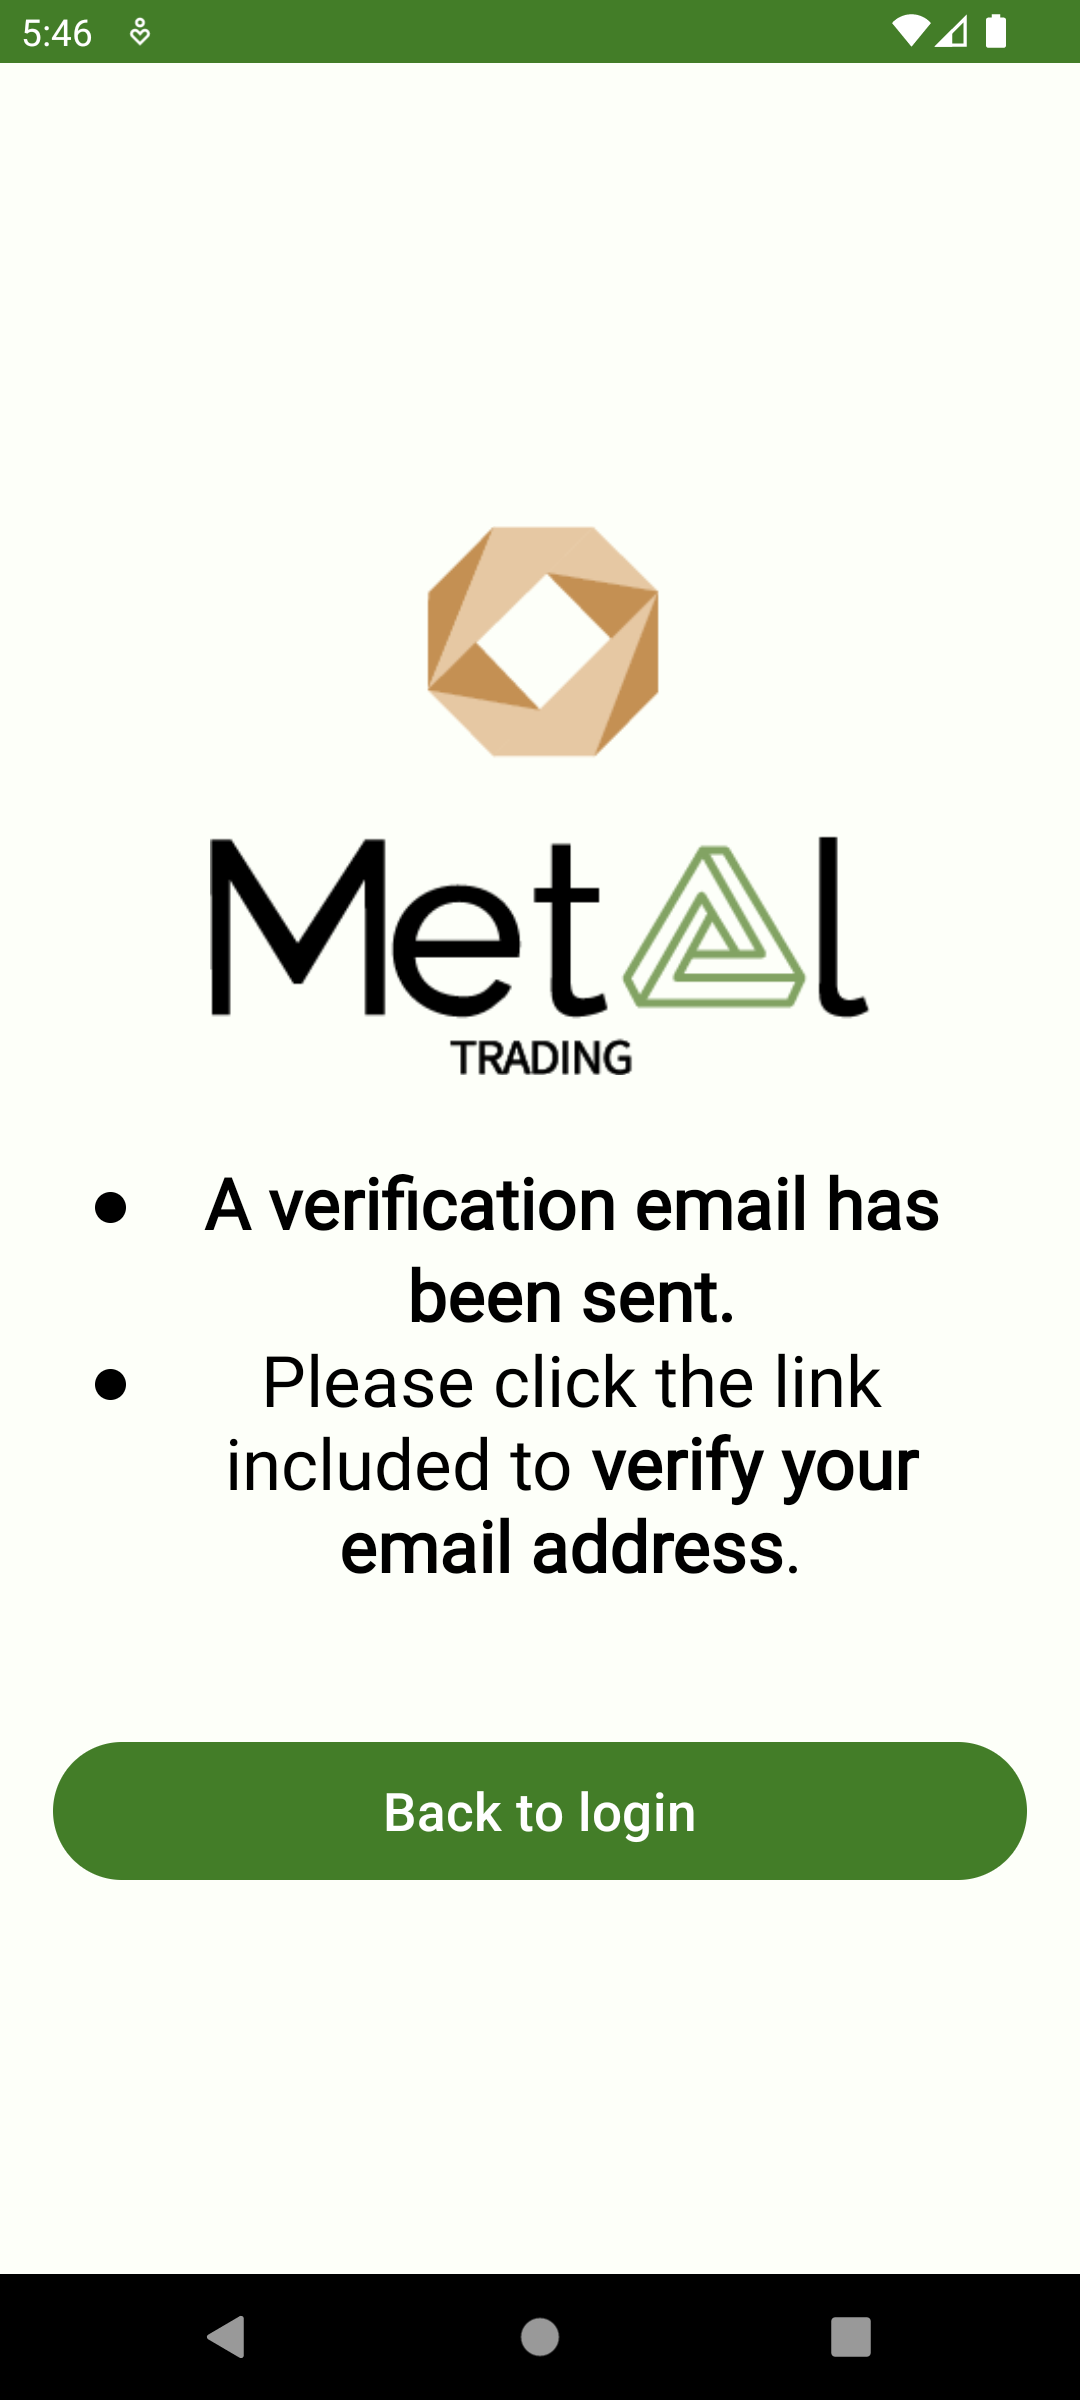 5:46
Metal
TRADING
● A verification email has
been sent.
● Please click the link
included to verify your
email address.
Back to login